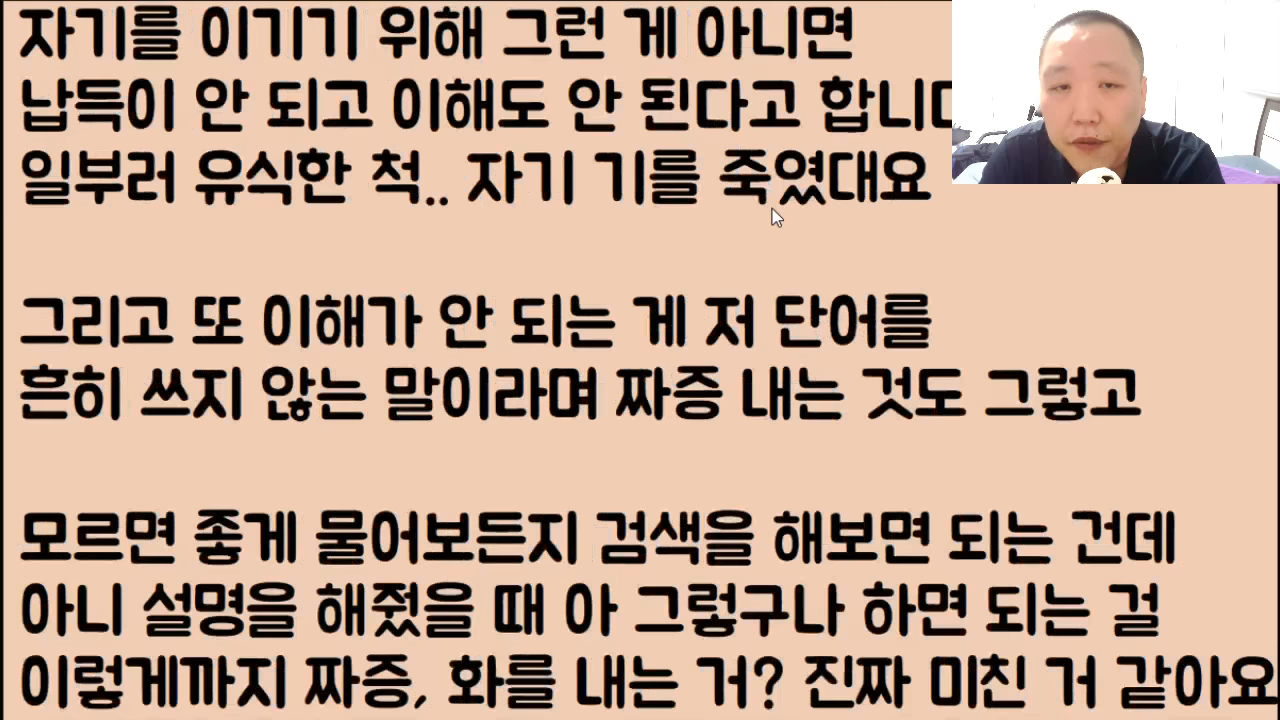 자기를 이기기 위해 그런 게 아니면
납득이 안 되고 이해도 안 된다고 합니다
일부러 유식한 척.. 자기 기를 죽였대요
그리고 또 이해가 안 되는 게 저 단어를
흔히 쓰지 않는 말이라며 짜증 내는 것도 그렇고
모르면 좋게 물어보든지 검색을 해보면 되는 건데
아니 설명을 해줬을 때 아 그렇구나 하면 되는 걸
이렇게까지 짜증, 화를 내는 거? 진짜 미친 거 같아요